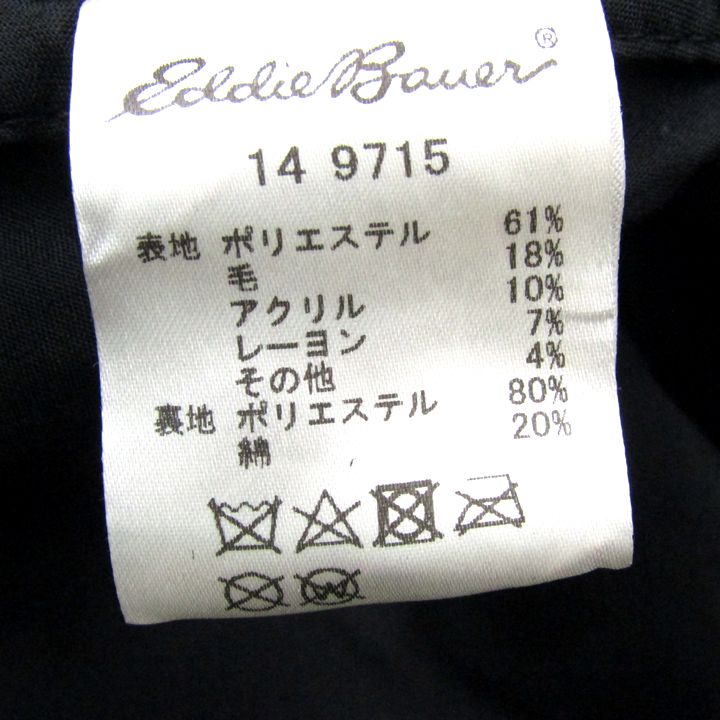 Eddie Bauer®
14 9715
表地 ポリエステル 61%
毛 18%
アクリル 10%
レーヨン 7%
その他 4%
裏地 ポリエステル 80%
綿 20%
W